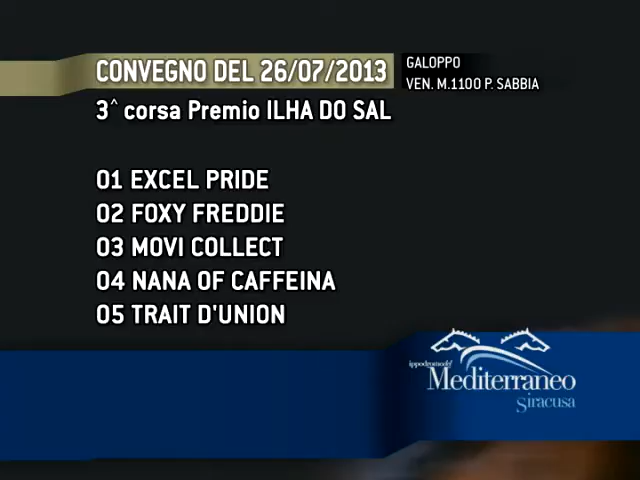 CONVEGNO DEL 26/07/2013
GALOPPO
VEN. M.1100 P. SABBIA
3^ corsa Premio ILHA DO SAL
01 EXCEL PRIDE
02 FOXY FREDDIE
03 MOVI COLLECT
04 NANA OF CAFFEINA
05 TRAIT D'UNION
ippodromo del
Mediterraneo
Siracusa